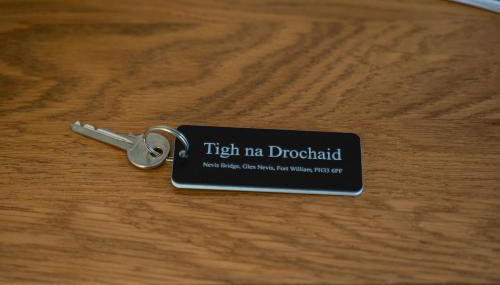 Tigh na Drochaid
Nevis Bridge, Glen Nevis, Fort William, PH33 6PF